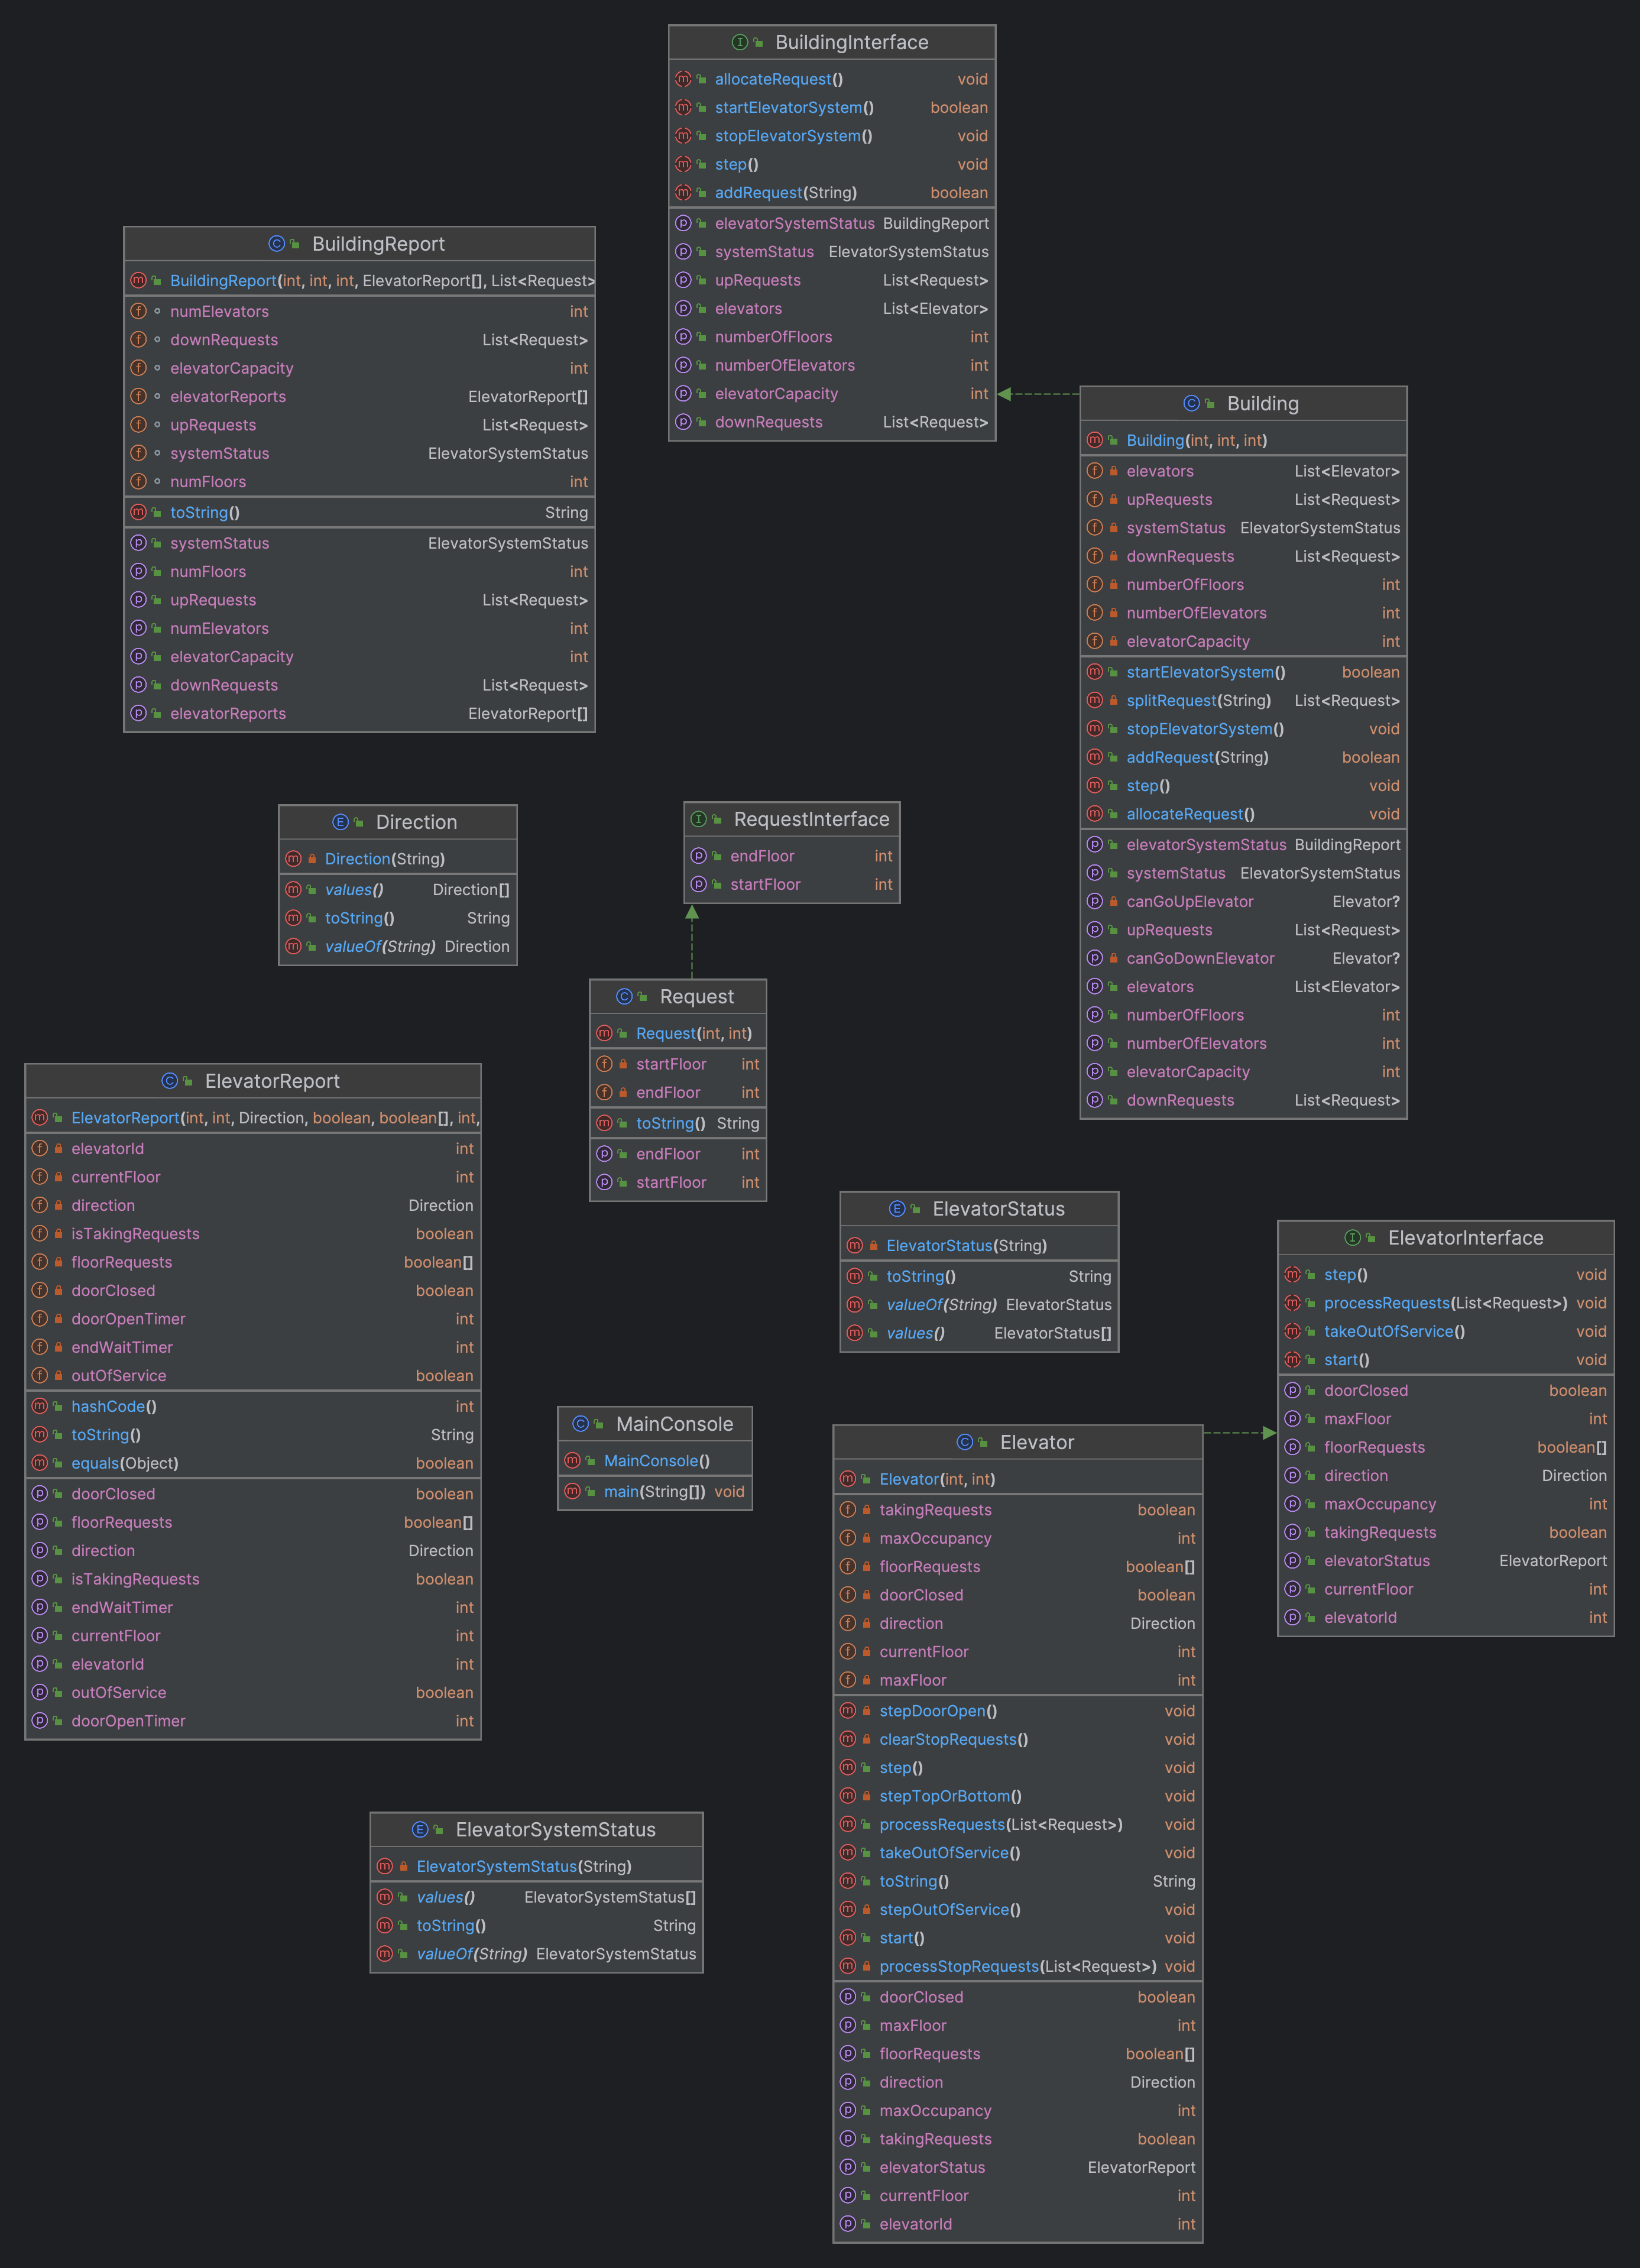 BuildingInterface
allocateRequest() void
startElevatorSystem() boolean
stopElevatorSystem() void
step() void
addRequest(String) boolean
elevatorSystemStatus BuildingReport
systemStatus ElevatorSystemStatus
upRequests List<Request>
elevators List<Elevator>
numberOfFloors int
numberOfElevators int
elevatorCapacity int
downRequests List<Request>
BuildingReport
BuildingReport(int, int, int, ElevatorReport[], List<Request>
numElevators int
downRequests List<Request>
elevatorCapacity int
elevatorReports ElevatorReport[]
upRequests List<Request>
systemStatus ElevatorSystemStatus
numFloors int
toString() String
systemStatus ElevatorSystemStatus
numFloors int
upRequests List<Request>
numElevators int
elevatorCapacity int
downRequests List<Request>
elevatorReports ElevatorReport[]
Building
Building(int, int, int)
elevators List<Elevator>
upRequests List<Request>
systemStatus ElevatorSystemStatus
downRequests List<Request>
numberOfFloors int
numberOfElevators int
elevatorCapacity int
startElevatorSystem() boolean
splitRequest(String) List<Request>
stopElevatorSystem() void
addRequest(String) boolean
step() void
allocateRequest() void
elevatorSystemStatus BuildingReport
systemStatus ElevatorSystemStatus
canGoUpElevator Elevator?
upRequests List<Request>
canGoDownElevator Elevator?
elevators List<Elevator>
numberOfFloors int
numberOfElevators int
elevatorCapacity int
downRequests List<Request>
Direction
Direction(String)
values() Direction[]
toString() String
valueOf(String) Direction
RequestInterface
endFloor int
startFloor int
Request
Request(int, int)
startFloor int
endFloor int
toString() String
endFloor int
startFloor int
ElevatorReport
ElevatorReport(int, int, Direction, boolean, boolean[], int,
elevatorId int
currentFloor int
direction Direction
isTakingRequests boolean
floorRequests boolean[]
doorClosed boolean
doorOpenTimer int
endWaitTimer int
outOfService boolean
hashCode() int
toString() String
equals(Object) boolean
doorClosed boolean
floorRequests boolean[]
direction Direction
isTakingRequests boolean
endWaitTimer int
currentFloor int
elevatorId int
outOfService boolean
doorOpenTimer int
ElevatorStatus
ElevatorStatus(String)
toString() String
valueOf(String) ElevatorStatus
values() ElevatorStatus[]
ElevatorInterface
step() void
processRequests(List<Request>) void
takeOutOfService() void
start() void
doorClosed boolean
maxFloor int
floorRequests boolean[]
direction Direction
maxOccupancy int
takingRequests boolean
elevatorStatus ElevatorReport
currentFloor int
elevatorId int
MainConsole
MainConsole()
main(String[]) void
Elevator
Elevator(int, int)
takingRequests boolean
maxOccupancy int
floorRequests boolean[]
doorClosed boolean
direction Direction
currentFloor int
maxFloor int
stepDoorOpen() void
clearStopRequests() void
step() void
stepTopOrBottom() void
processRequests(List<Request>) void
takeOutOfService() void
toString() String
stepOutOfService() void
start() void
processStopRequests(List<Request>) void
doorClosed boolean
maxFloor int
floorRequests boolean[]
direction Direction
maxOccupancy int
takingRequests boolean
elevatorStatus ElevatorReport
currentFloor int
elevatorId int
ElevatorSystemStatus
ElevatorSystemStatus(String)
values() ElevatorSystemStatus[]
toString() String
valueOf(String) ElevatorSystemStatus